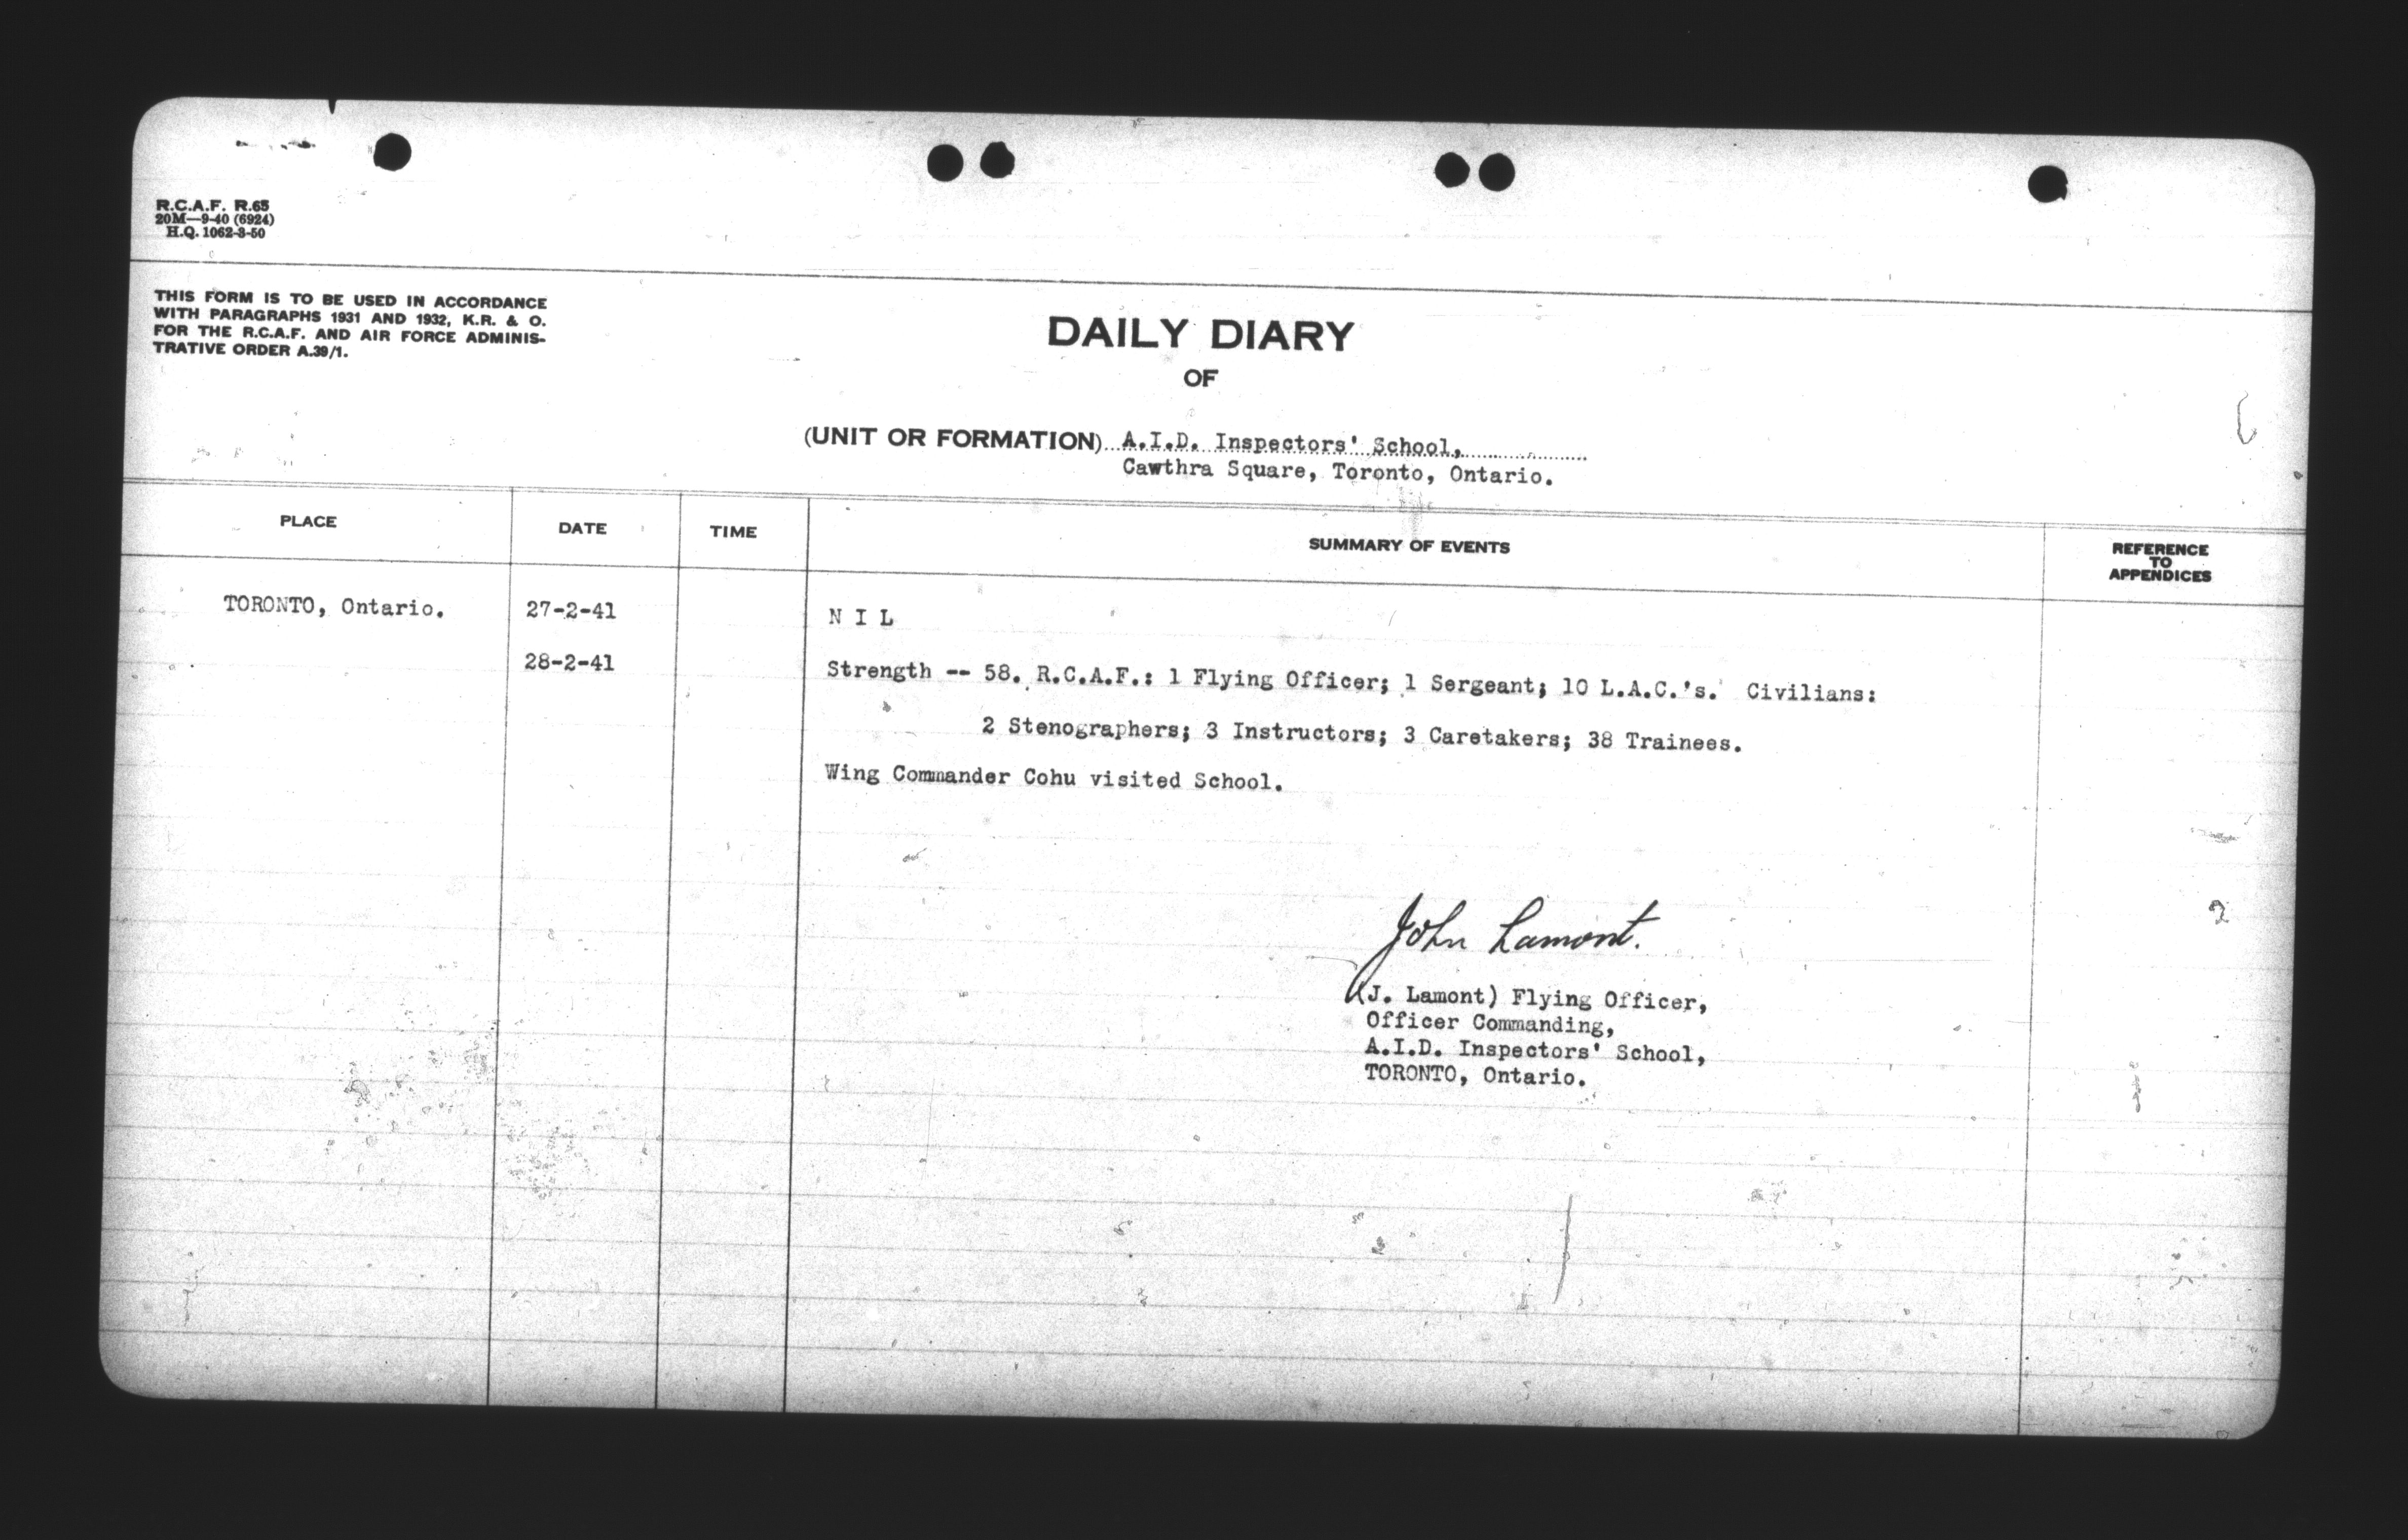 R.C.A.F. R.65
20M—9-40 (6924)
H.Q. 1062-3-50
THIS FORM IS TO BE USED IN ACCORDANCE
WITH PARAGRAPHS 1931 AND 1932, K.R. & O.
FOR THE R.C.A.F. AND AIR FORCE ADMINIS-
TRATIVE ORDER A.39/1.
DAILY DIARY
OF
(UNIT OR FORMATION) A.I.D. Inspectors' School,
Cawthra Square, Toronto, Ontario.
PLACE DATE TIME SUMMARY OF EVENTS REFERENCE
TO
APPENDICES
TORONTO, Ontario. 27-2-41 N I L
28-2-41 Strength -- 58. R.C.A.F.: 1 Flying Officer; 1 Sergeant; 10 L.A.C.'s. Civilians:
2 Stenographers; 3 Instructors; 3 Caretakers; 38 Trainees.
Wing Commander Cohu visited School.
John Lamont.
(J. Lamont) Flying Officer,
Officer Commanding,
A.I.D. Inspectors' School,
TORONTO, Ontario.